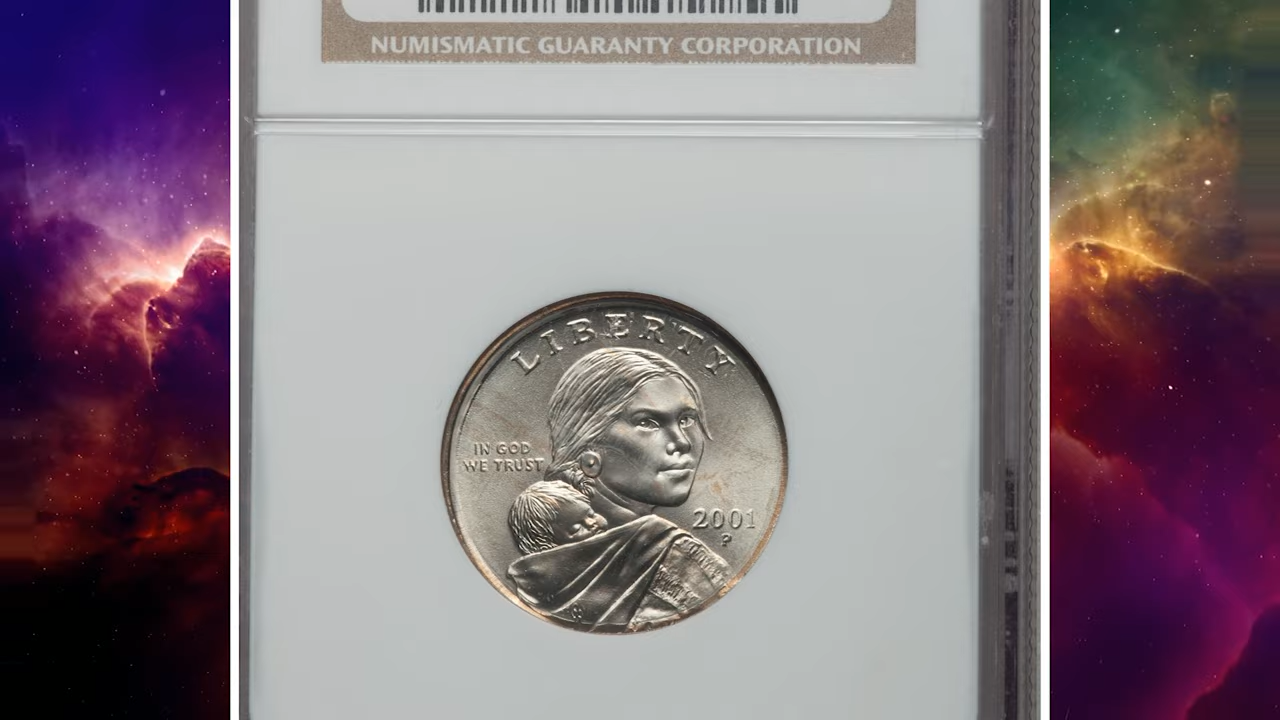 NUMISMATIC GUARANTY CORPORATION
LIBERTY
IN GOD
WE TRUST
2001
P